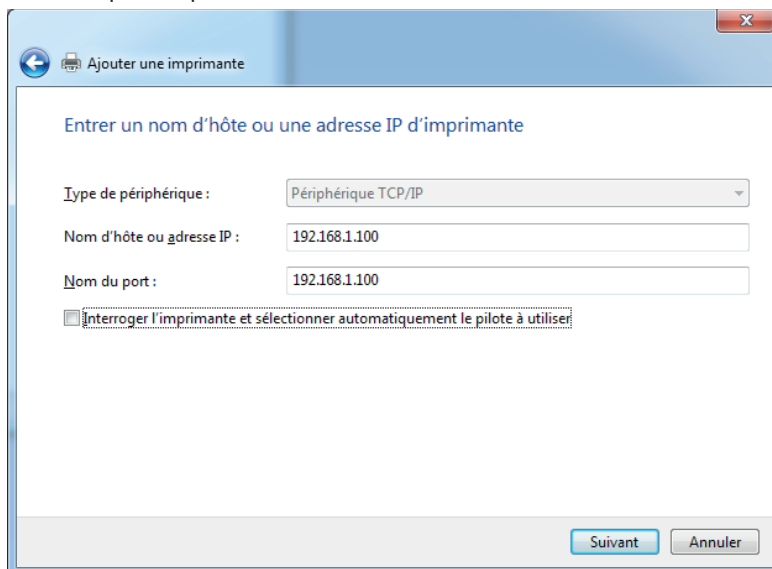 Ajouter une imprimante
Entrer un nom d'hôte ou une adresse IP d'imprimante
Type de périphérique : Périphérique TCP/IP
Nom d'hôte ou adresse IP : 192.168.1.100
Nom du port : 192.168.1.100
Interroger l'imprimante et sélectionner automatiquement le pilote à utiliser
Suivant Annuler